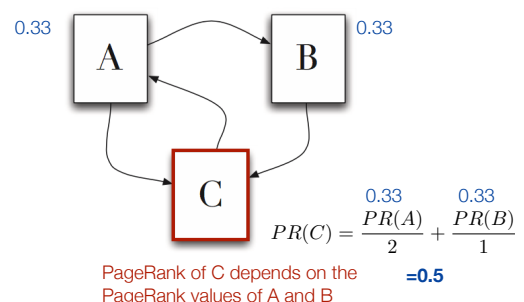 0.33
0.33
A
B
C
0.33 0.33
PR(C) = PR(A)/2 + PR(B)/1
PageRank of C depends on the
=0.5
PageRank values of A and B